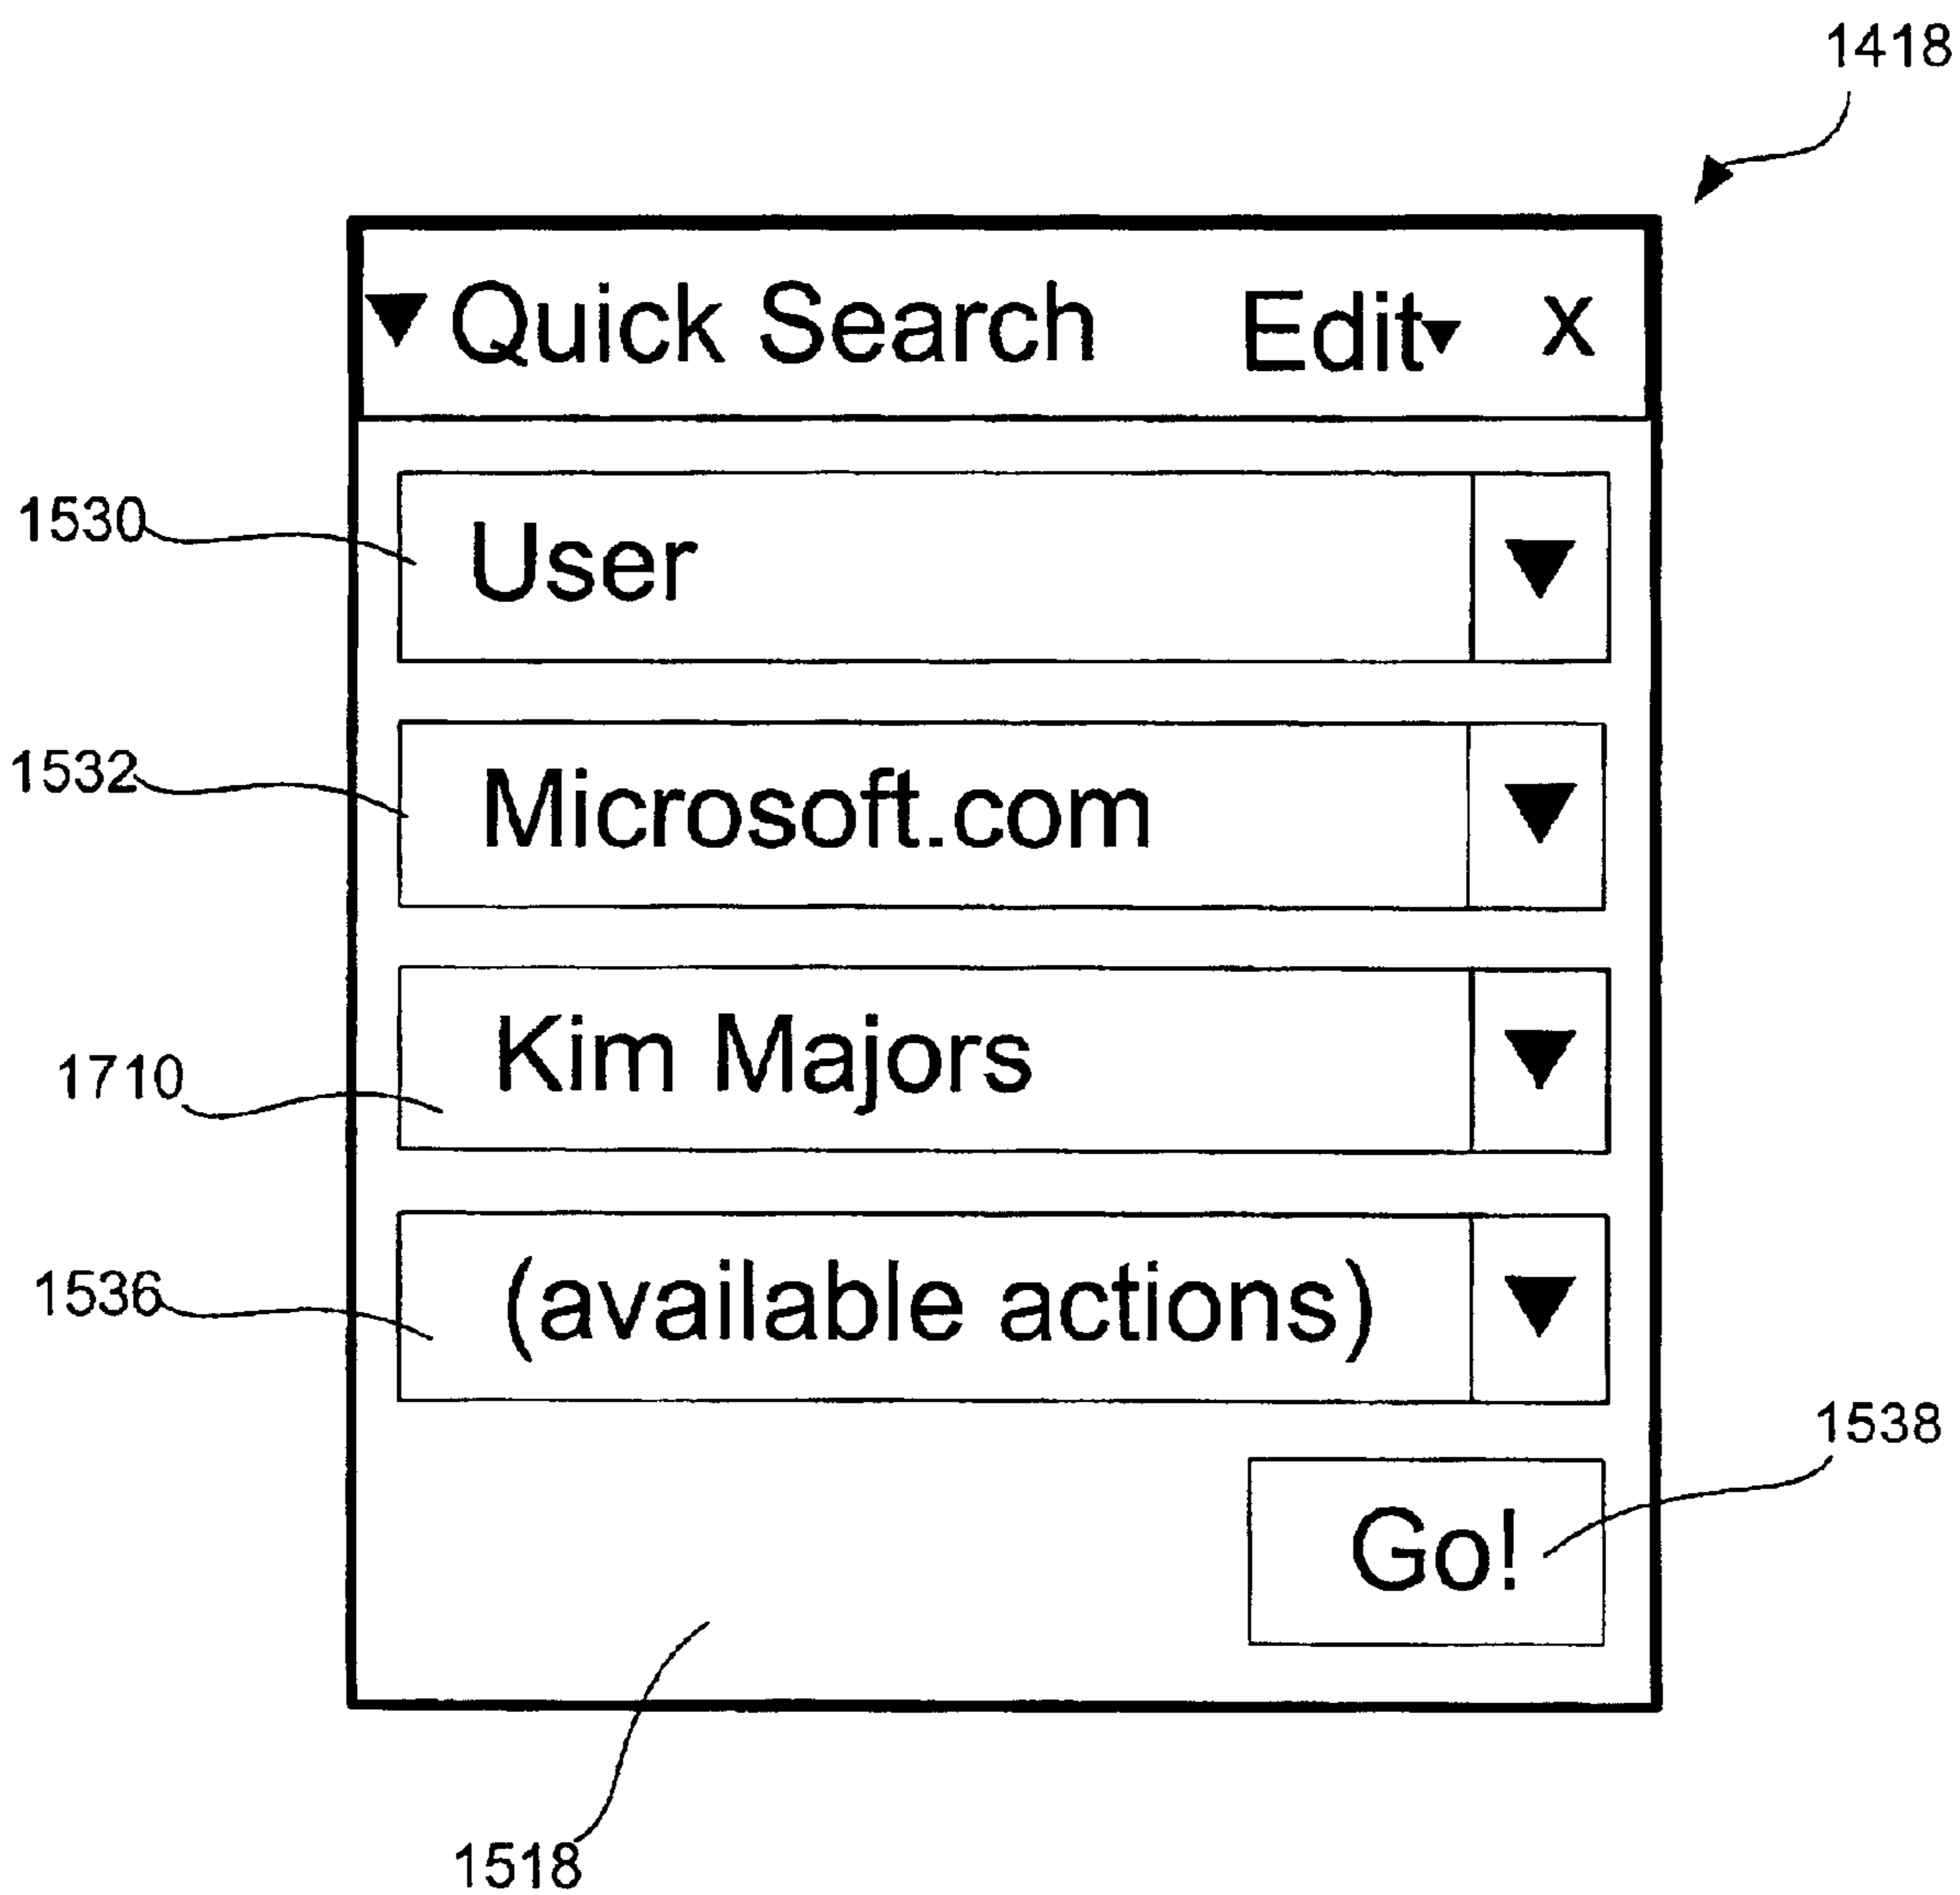 1418
Quick Search Edit X
1530
User
1532
Microsoft.com
1710
Kim Majors
1536
(available actions)
1538
Go!
1518